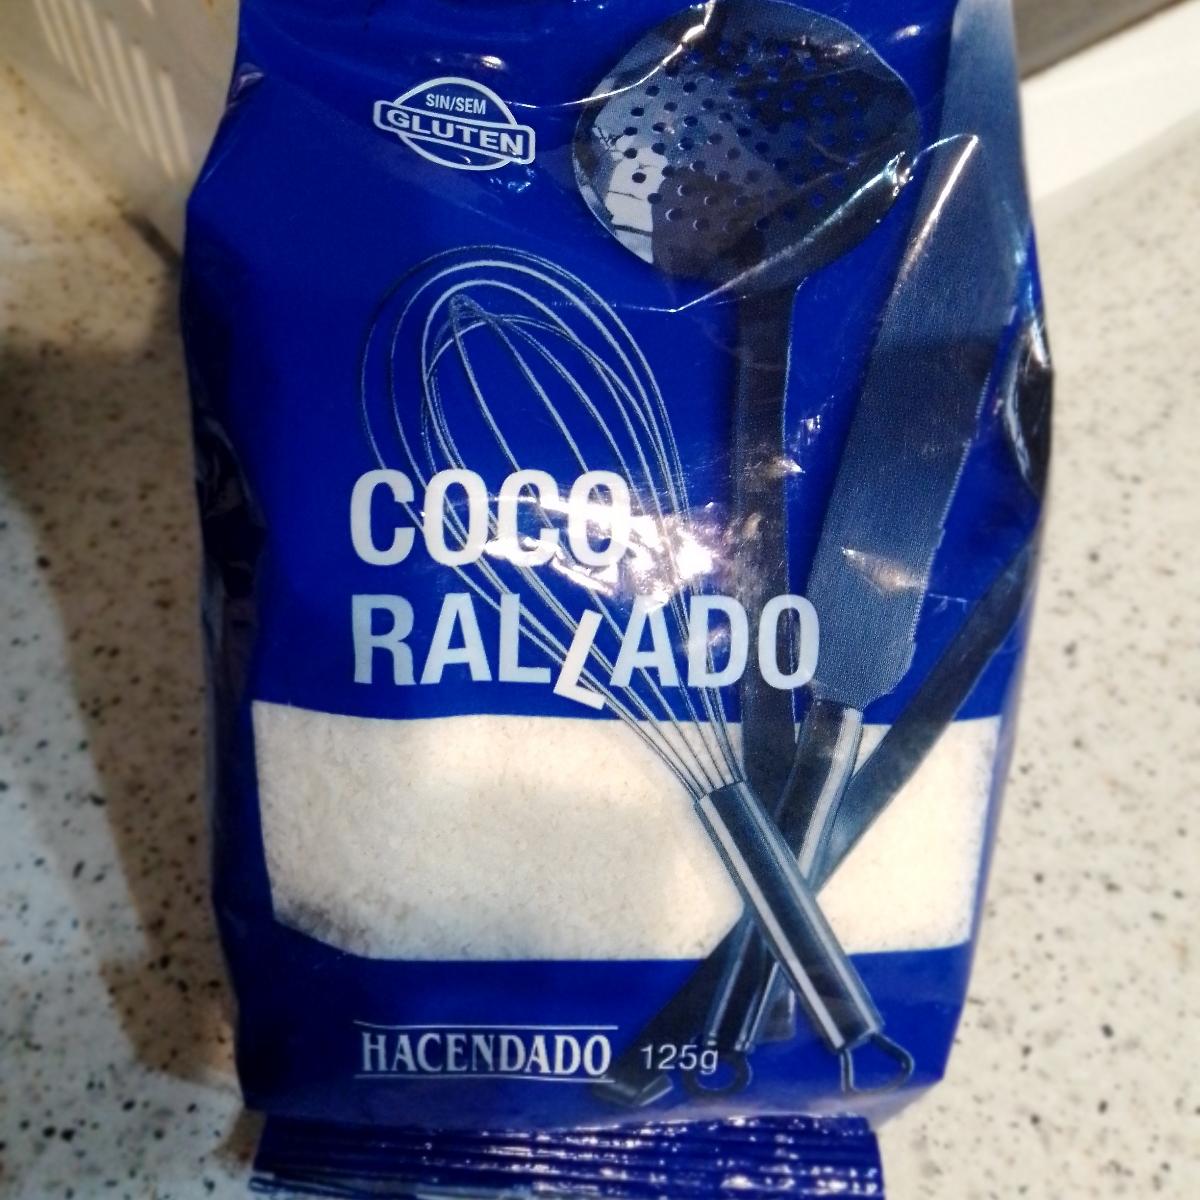 SIN/SEM
GLUTEN
COCO
RALLADO
HACENDADO 125g